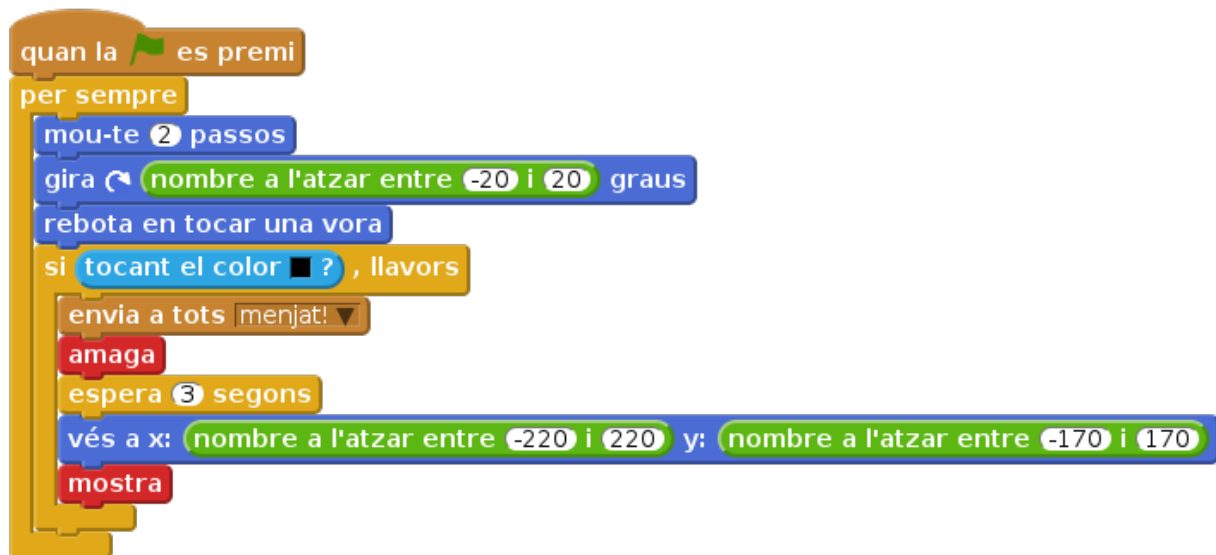 quan la es premi
per sempre
mou-te 2 passos
gira nombre a l'atzar entre -20 i 20 graus
rebota en tocar una vora
si tocant el color ? , llavors
envia a tots menjat!
amaga
espera 3 segons
vés a x: nombre a l'atzar entre -220 i 220 y: nombre a l'atzar entre -170 i 170
mostra